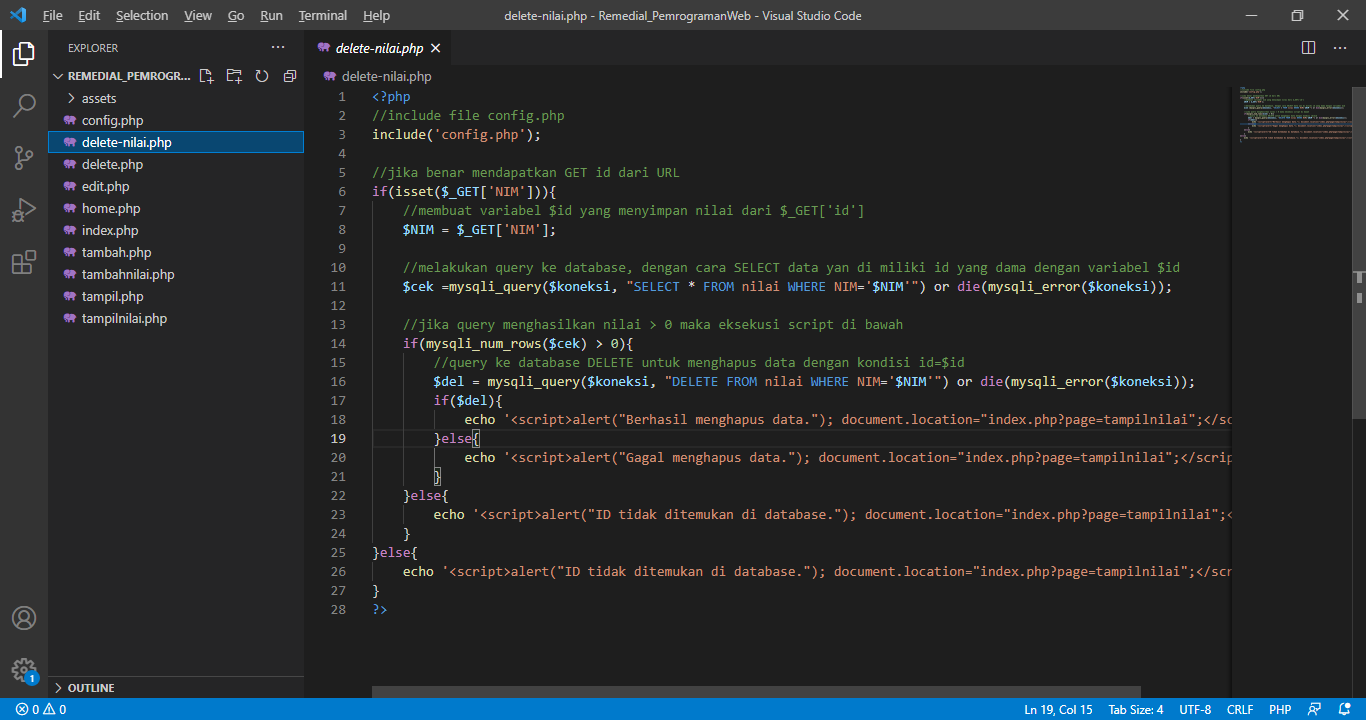 File Edit Selection View Go Run Terminal Help delete-nilai.php - Remedial_PemrogramanWeb - Visual Studio Code
EXPLORER
REMEDIAL_PEMROGR...
assets
config.php
delete-nilai.php
delete.php
edit.php
home.php
index.php
tambah.php
tambahnilai.php
tampil.php
tampilnilai.php
OUTLINE
1
delete-nilai.php
delete-nilai.php
1 <?php
2 //include file config.php
3 include('config.php');
4
5 //jika benar mendapatkan GET id dari URL
6 if(isset($_GET['NIM'])){
7 //membuat variabel $id yang menyimpan nilai dari $_GET['id']
8 $NIM = $_GET['NIM'];
9
10 //melakukan query ke database, dengan cara SELECT data yan di miliki id yang dama dengan variabel $id
11 $cek =mysqli_query($koneksi, "SELECT * FROM nilai WHERE NIM='$NIM'") or die(mysqli_error($koneksi));
12
13 //jika query menghasilkan nilai > 0 maka eksekusi script di bawah
14 if(mysqli_num_rows($cek) > 0){
15 //query ke database DELETE untuk menghapus data dengan kondisi id=$id
16 $del = mysqli_query($koneksi, "DELETE FROM nilai WHERE NIM='$NIM'") or die(mysqli_error($koneksi));
17 if($del){
18 echo '<script>alert("Berhasil menghapus data."); document.location="index.php?page=tampilnilai";</sc
19 }else{
20 echo '<script>alert("Gagal menghapus data."); document.location="index.php?page=tampilnilai";</scrip
21 }
22 }else{
23 echo '<script>alert("ID tidak ditemukan di database."); document.location="index.php?page=tampilnilai";<
24 }
25 }else{
26 echo '<script>alert("ID tidak ditemukan di database."); document.location="index.php?page=tampilnilai";</scr
27 }
28 ?>
0 0 Ln 19, Col 15 Tab Size: 4 UTF-8 CRLF PHP